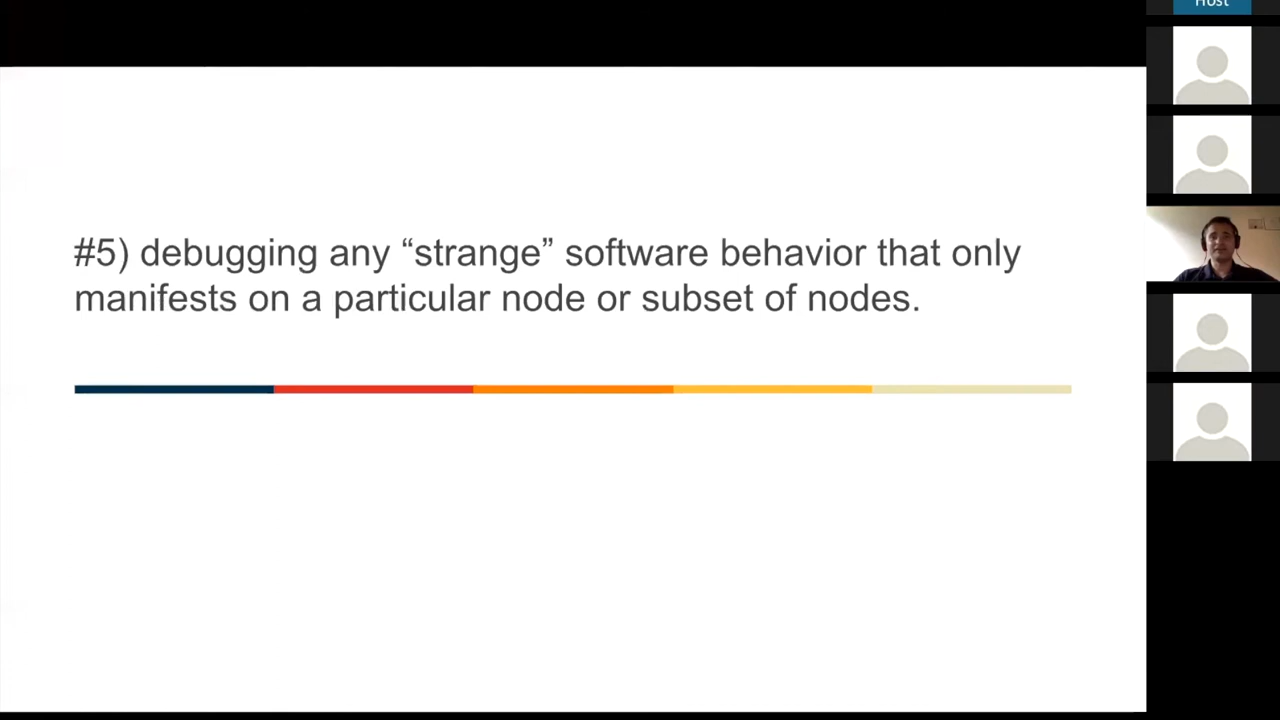 Host
#5) debugging any “strange” software behavior that only
manifests on a particular node or subset of nodes.